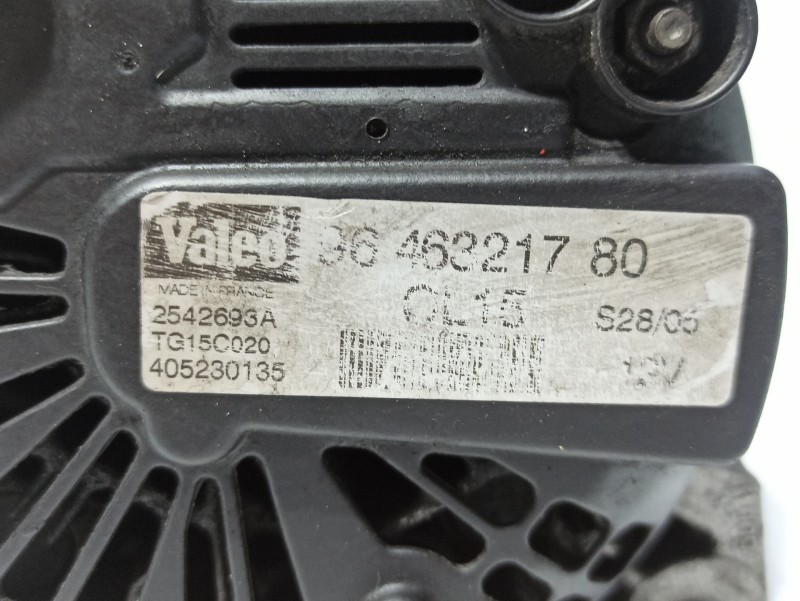 Valeo 96 463217 80
MADE IN FRANCE
CL15
2542693A
S28/05
TG15C020
12V
405230135